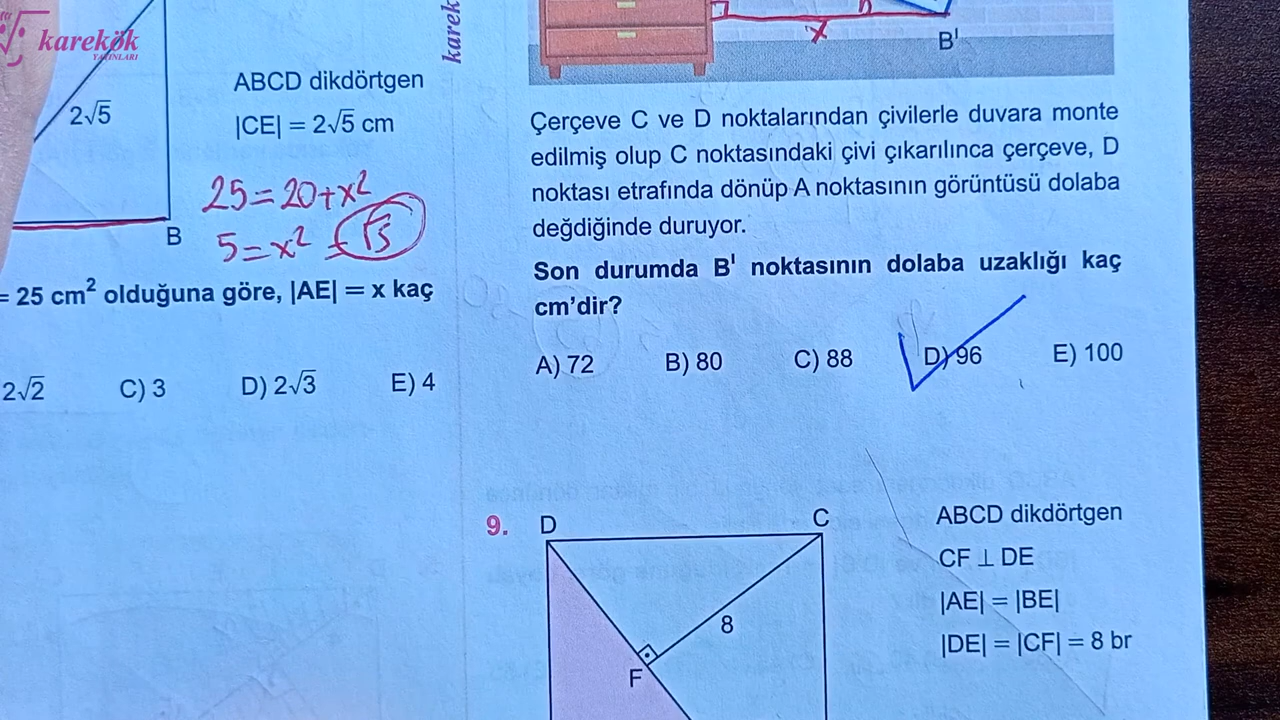 karekök
YAYINLARI
2√5
ABCD dikdörtgen
|CE| = 2√5 cm
25=20+x²
5=x² =√5
B
= 25 cm² olduğuna göre, |AE| = x kaç
2√2 C) 3 D) 2√3 E) 4
karek
x
B'
Çerçeve C ve D noktalarından çivilerle duvara monte
edilmiş olup C noktasındaki çivi çıkarılınca çerçeve, D
noktası etrafında dönüp A noktasının görüntüsü dolaba
değdiğinde duruyor.
Son durumda B' noktasının dolaba uzaklığı kaç
cm'dir?
A) 72 B) 80 C) 88 D) 96 E) 100
9. D C
8
F
ABCD dikdörtgen
CF ⊥ DE
|AE| = |BE|
|DE| = |CF| = 8 br